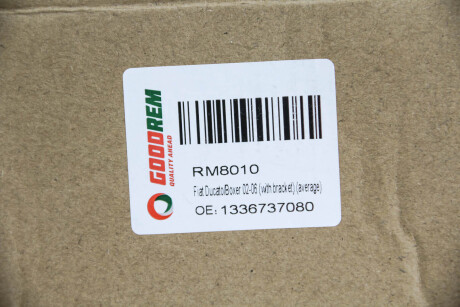 GOODREM
QUALITY AHEAD
RM8010
Fiat Ducato/Boxer 02-06 (with bracket) (average)
OE: 1336737080